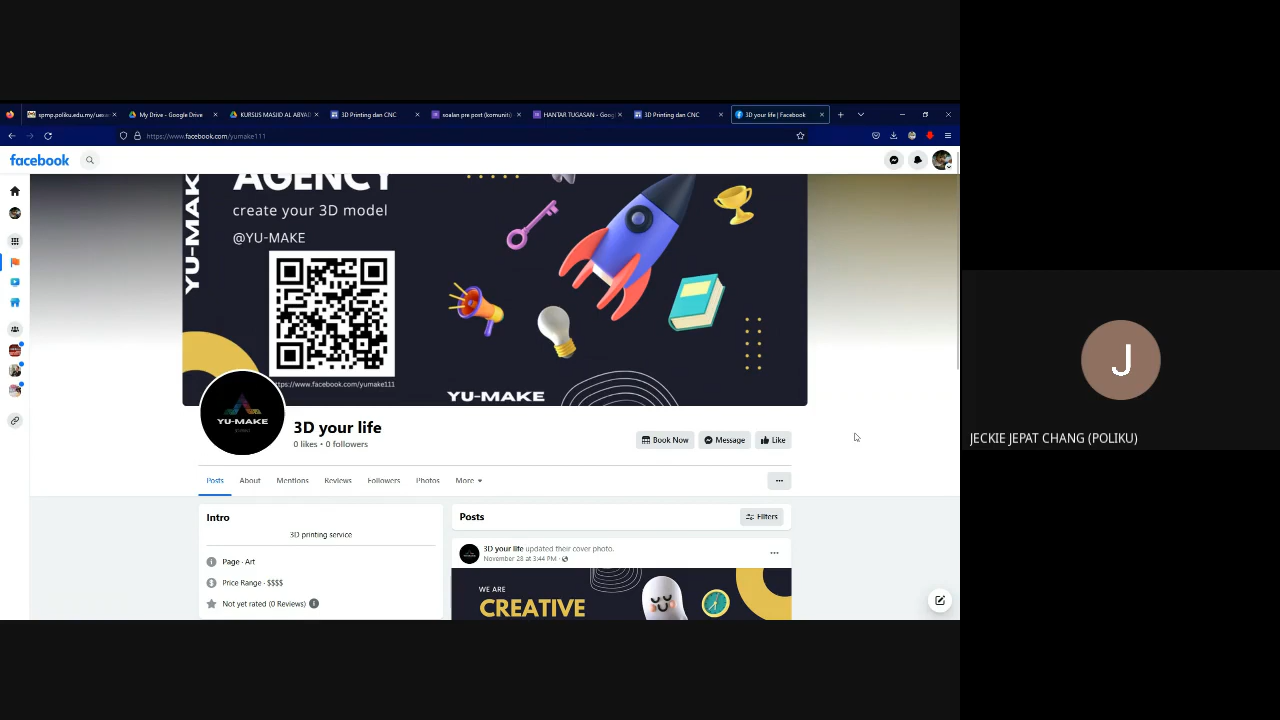 spmp.poliku.edu.my/ue
My Drive - Google Drive
KURSUS MASJID AL ABYA
3D Printing dan CNC
soalan pre post (komunit
HANTAR TUGASAN - Goog
3D Printing dan CNC
3D your life | Facebook
https://www.facebook.com/yumake111
facebook
YU-MAKE
AGENCY
create your 3D model
@YU-MAKE
ttps://www.facebook.com/yumake111
YU-MAKE
YU-MAKE
3D your life
0 likes • 0 followers
Book Now
Message
Like
Posts
About
Mentions
Reviews
Followers
Photos
More
Intro
3D printing service
Page · Art
Price Range · $$$$
Not yet rated (0 Reviews)
Posts
Filters
3D your life updated their cover photo.
November 28 at 3:44 PM ·
WE ARE
CREATIVE
J
JECKIE JEPAT CHANG (POLIKU)